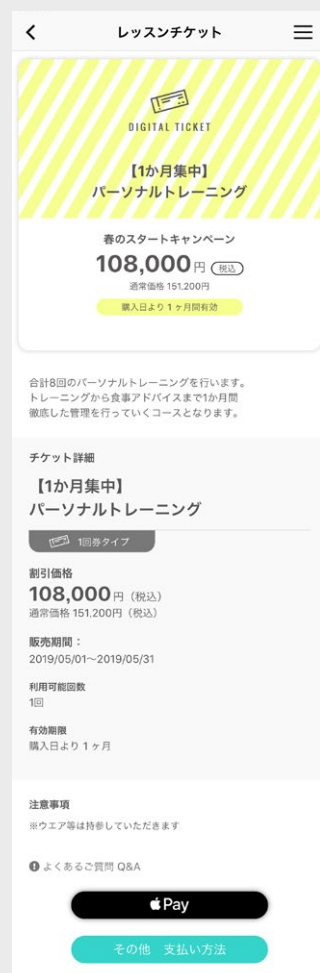 レッスンチケット
DIGITAL TICKET
【1か月集中】
パーソナルトレーニング
春のスタートキャンペーン
108,000円 税込
通常価格 151,200円
購入日より 1 ヶ月間有効
合計8回のパーソナルトレーニングを行います。
トレーニングから食事アドバイスまで1か月間
徹底した管理を行っていくコースとなります。
チケット詳細
【1か月集中】
パーソナルトレーニング
1回券タイプ
割引価格
108,000円（税込）
通常価格 151,200円（税込）
販売期間：
2019/05/01〜2019/05/31
利用可能回数
1回
有効期限
購入日より 1 ヶ月
注意事項
※ウエア等は持参していただきます
よくあるご質問 Q&A
Pay
その他　支払い方法